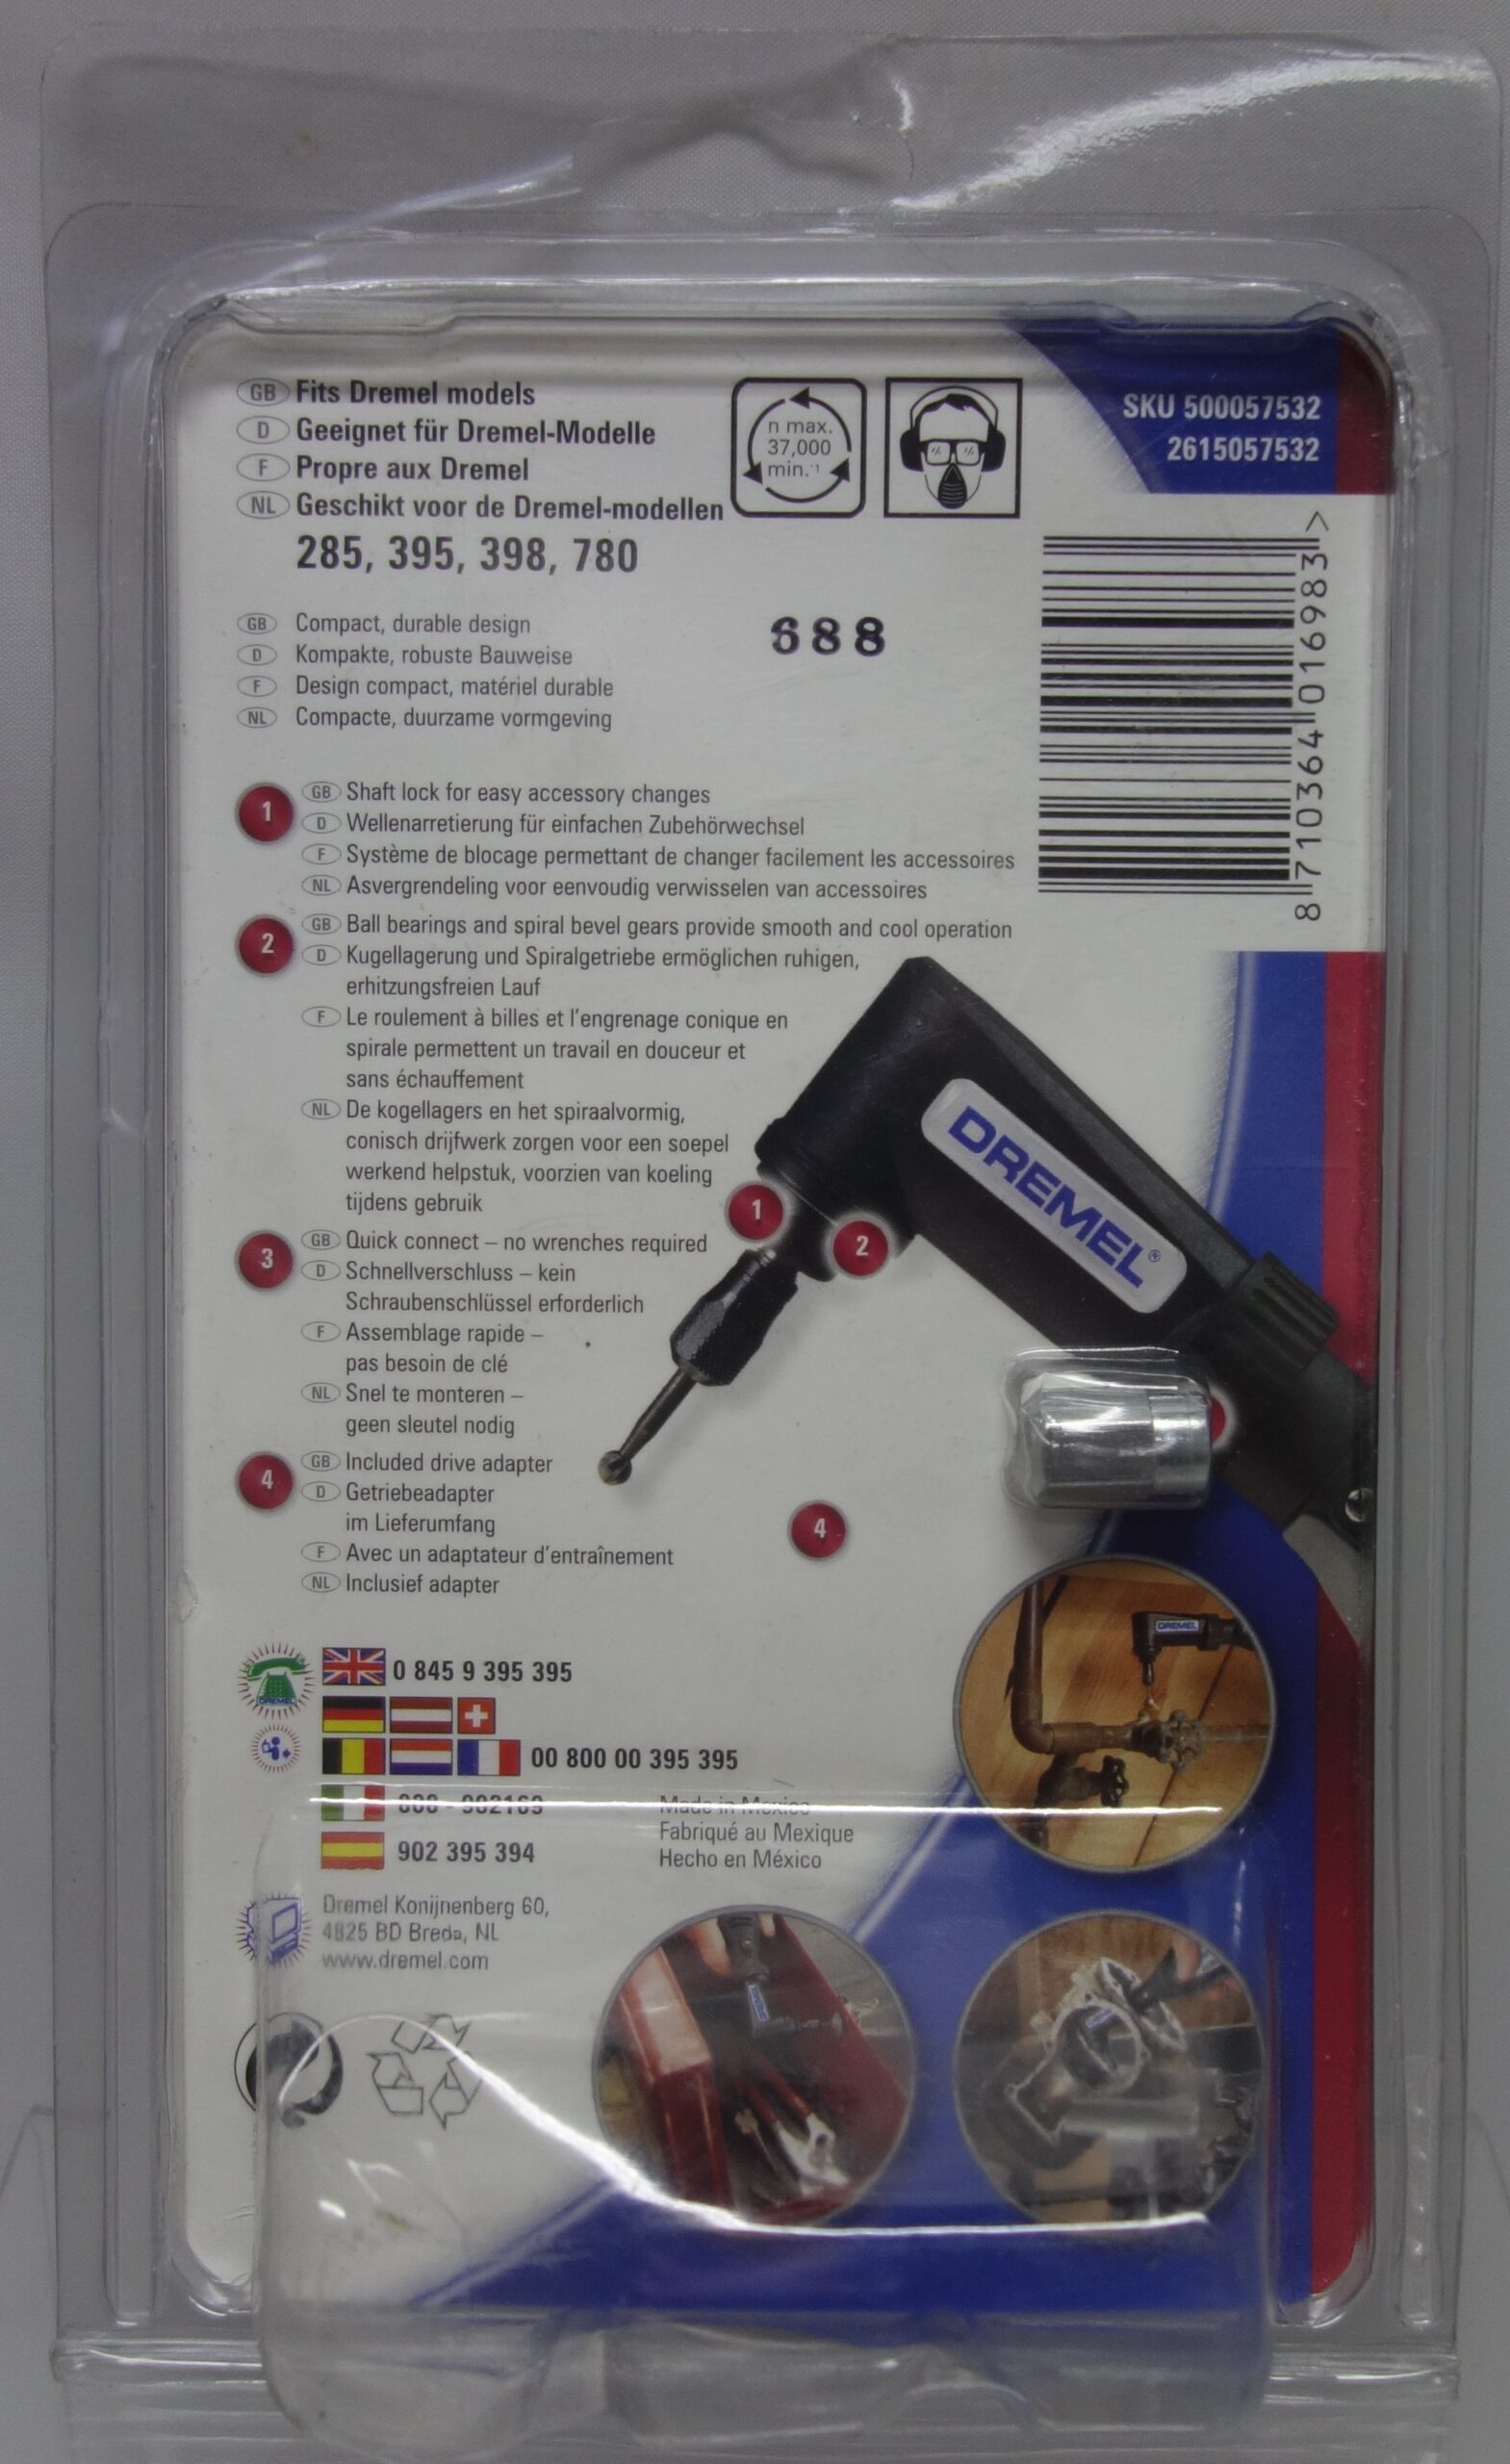 GB Fits Dremel models
D Geeignet für Dremel-Modelle
F Propre aux Dremel
NL Geschikt voor de Dremel-modellen
285, 395, 398, 780
n max.
37,000
min.-1
SKU 500057532
2615057532
8 710364 016983 >
GB Compact, durable design
D Kompakte, robuste Bauweise
F Design compact, matériel durable
NL Compacte, duurzame vormgeving
688
1
GB Shaft lock for easy accessory changes
D Wellenarretierung für einfachen Zubehörwechsel
F Système de blocage permettant de changer facilement les accessoires
NL Asvergrendeling voor eenvoudig verwisselen van accessoires
2
GB Ball bearings and spiral bevel gears provide smooth and cool operation
D Kugellagerung und Spiralgetriebe ermöglichen ruhigen,
erhitzungsfreien Lauf
F Le roulement à billes et l'engrenage conique en
spirale permettent un travail en douceur et
sans échauffement
NL De kogellagers en het spiraalvormig,
conisch drijfwerk zorgen voor een soepel
werkend helpstuk, voorzien van koeling
tijdens gebruik
3
GB Quick connect – no wrenches required
D Schnellverschluss – kein
Schraubenschlüssel erforderlich
F Assemblage rapide –
pas besoin de clé
NL Snel te monteren –
geen sleutel nodig
4
GB Included drive adapter
D Getriebeadapter
im Lieferumfang
F Avec un adaptateur d'entraînement
NL Inclusief adapter
DREMEL®
1
2
4
DREMEL
DREMEL
0 845 9 395 395
00 800 00 395 395
902 395 394
Made in Mexico
Fabriqué au Mexique
Hecho en México
Dremel Konijnenberg 60,
4825 BD Breda, NL
www.dremel.com